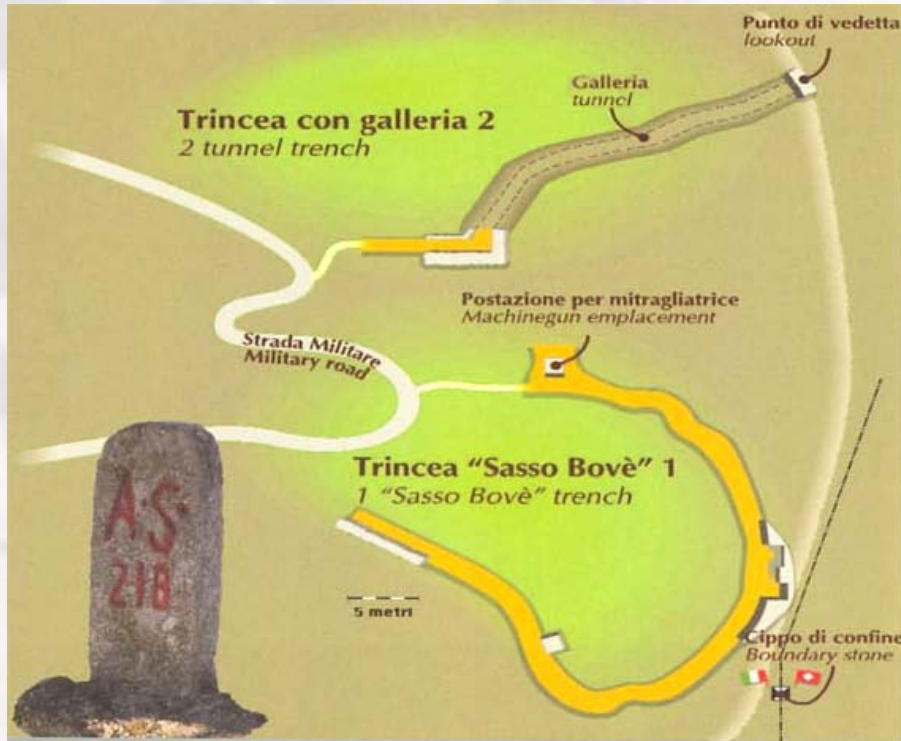 Punto di vedetta
lookout
Galleria
tunnel
Trincea con galleria 2
2 tunnel trench
Postazione per mitragliatrice
Machinegun emplacement
Strada Militare
Military road
Trincea "Sasso Bovè" 1
1 "Sasso Bovè" trench
A·S·
21B
5 metri
Cippo di confine
Boundary stone